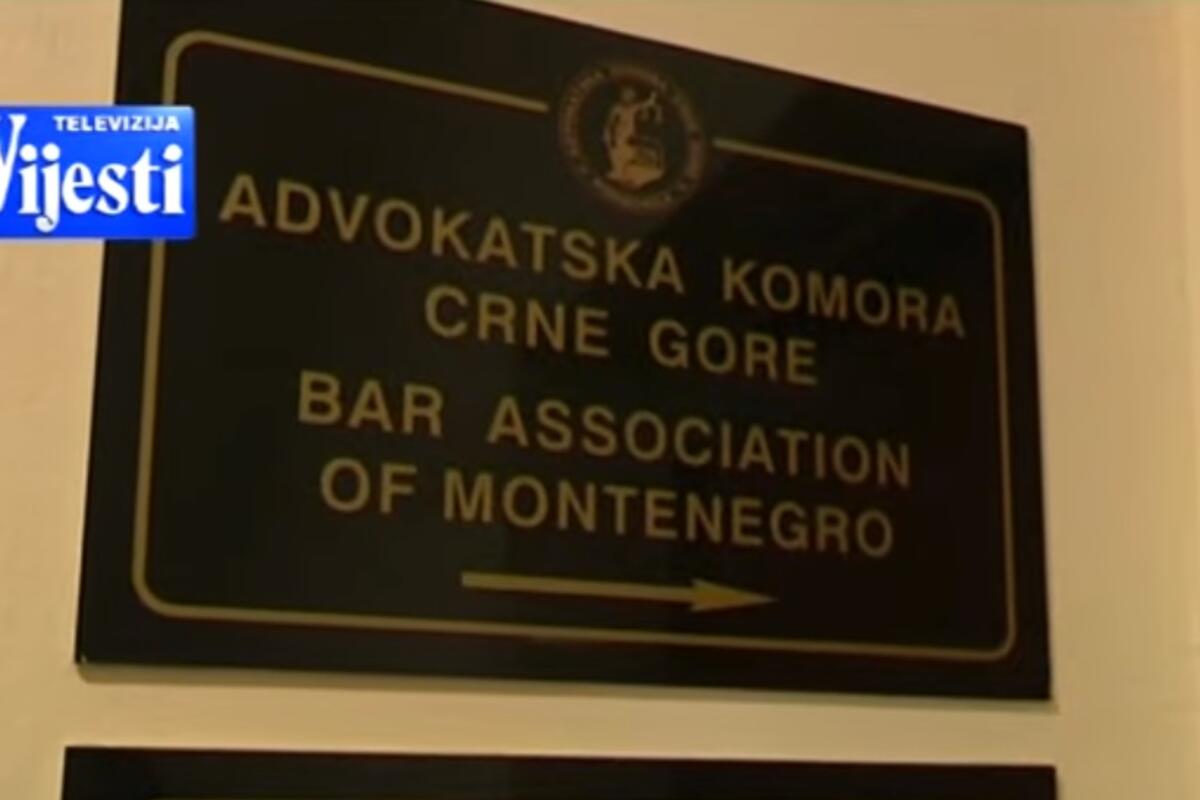 TELEVIZIJA
Vijesti
ADVOKATSKA KOMORA
CRNE GORE
BAR ASSOCIATION
OF MONTENEGRO